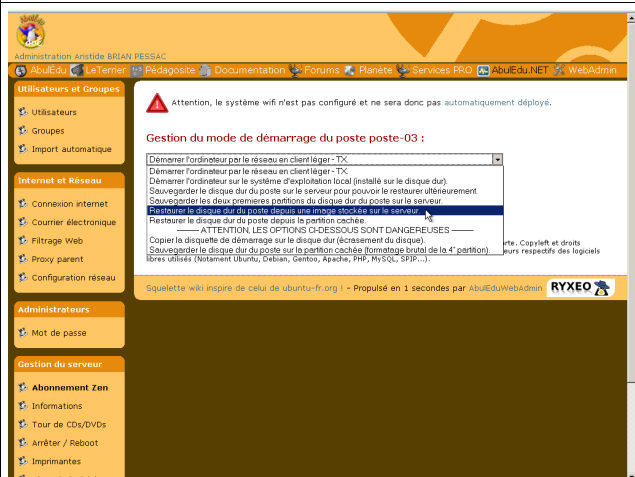 AbulÉdu
Administration Aristide BRIAN PESSAC
AbulÉdu LeTerrier Pédagosite Documentation Forums Planète Services PRO AbulEdu.NET WebAdmin
Utilisateurs et Groupes
Utilisateurs
Groupes
Import automatique
Internet et Réseau
Connexion internet
Courrier électronique
Filtrage Web
Proxy parent
Configuration réseau
Administrateurs
Mot de passe
Gestion du serveur
Abonnement Zen
Informations
Tour de CDs/DVDs
Arrêter / Reboot
Imprimantes
Attention, le système wifi n'est pas configuré et ne sera donc pas automatiquement déployé.
Gestion du mode de démarrage du poste poste-03 :
Démarrer l'ordinateur par le réseau en client léger - TX.
Démarrer l'ordinateur par le réseau en client léger - TX.
Démarrer l'ordinateur sur le système d'exploitation local (installé sur le disque dur).
Sauvegarder le disque dur du poste sur le serveur pour pouvoir le restaurer ultérieurement.
Sauvegarder les deux premières partitions du disque dur du poste sur le serveur.
Restaurer le disque dur du poste depuis une image stockée sur le serveur.
Restaurer le disque dur du poste depuis la partition cachée.
——— ATTENTION, LES OPTIONS CI-DESSOUS SONT DANGEREUSES ———
Copier la disquette de démarrage sur le disque dur (écrasement du disque).
Sauvegarder le disque dur du poste sur la partition cachée (formatage brutal de la 4° partition).
rte. Copyleft et droits
eurs respectifs des logiciels
libres utilisés (Notament Ubuntu, Debian, Gentoo, Apache, PHP, MySQL, SPIP...).
Squelette wiki inspire de celui de ubuntu-fr.org ! - Propulsé en 1 secondes par AbulEduWebAdmin RYXEO